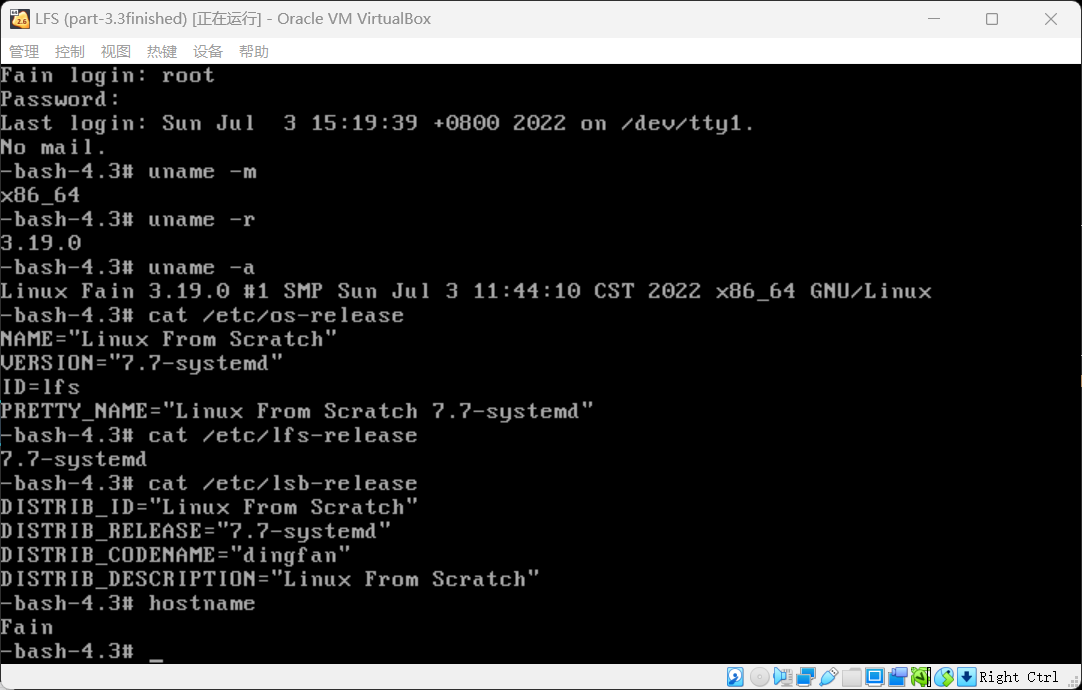 LFS (part-3.3finished) [正在运行] - Oracle VM VirtualBox
管理 控制 视图 热键 设备 帮助
Fain login: root
Password:
Last login: Sun Jul  3 15:19:39 +0800 2022 on /dev/tty1.
No mail.
-bash-4.3# uname -m
x86_64
-bash-4.3# uname -r
3.19.0
-bash-4.3# uname -a
Linux Fain 3.19.0 #1 SMP Sun Jul 3 11:44:10 CST 2022 x86_64 GNU/Linux
-bash-4.3# cat /etc/os-release
NAME="Linux From Scratch"
VERSION="7.7-systemd"
ID=lfs
PRETTY_NAME="Linux From Scratch 7.7-systemd"
-bash-4.3# cat /etc/lfs-release
7.7-systemd
-bash-4.3# cat /etc/lsb-release
DISTRIB_ID="Linux From Scratch"
DISTRIB_RELEASE="7.7-systemd"
DISTRIB_CODENAME="dingfan"
DISTRIB_DESCRIPTION="Linux From Scratch"
-bash-4.3# hostname
Fain
-bash-4.3# _
Right Ctrl